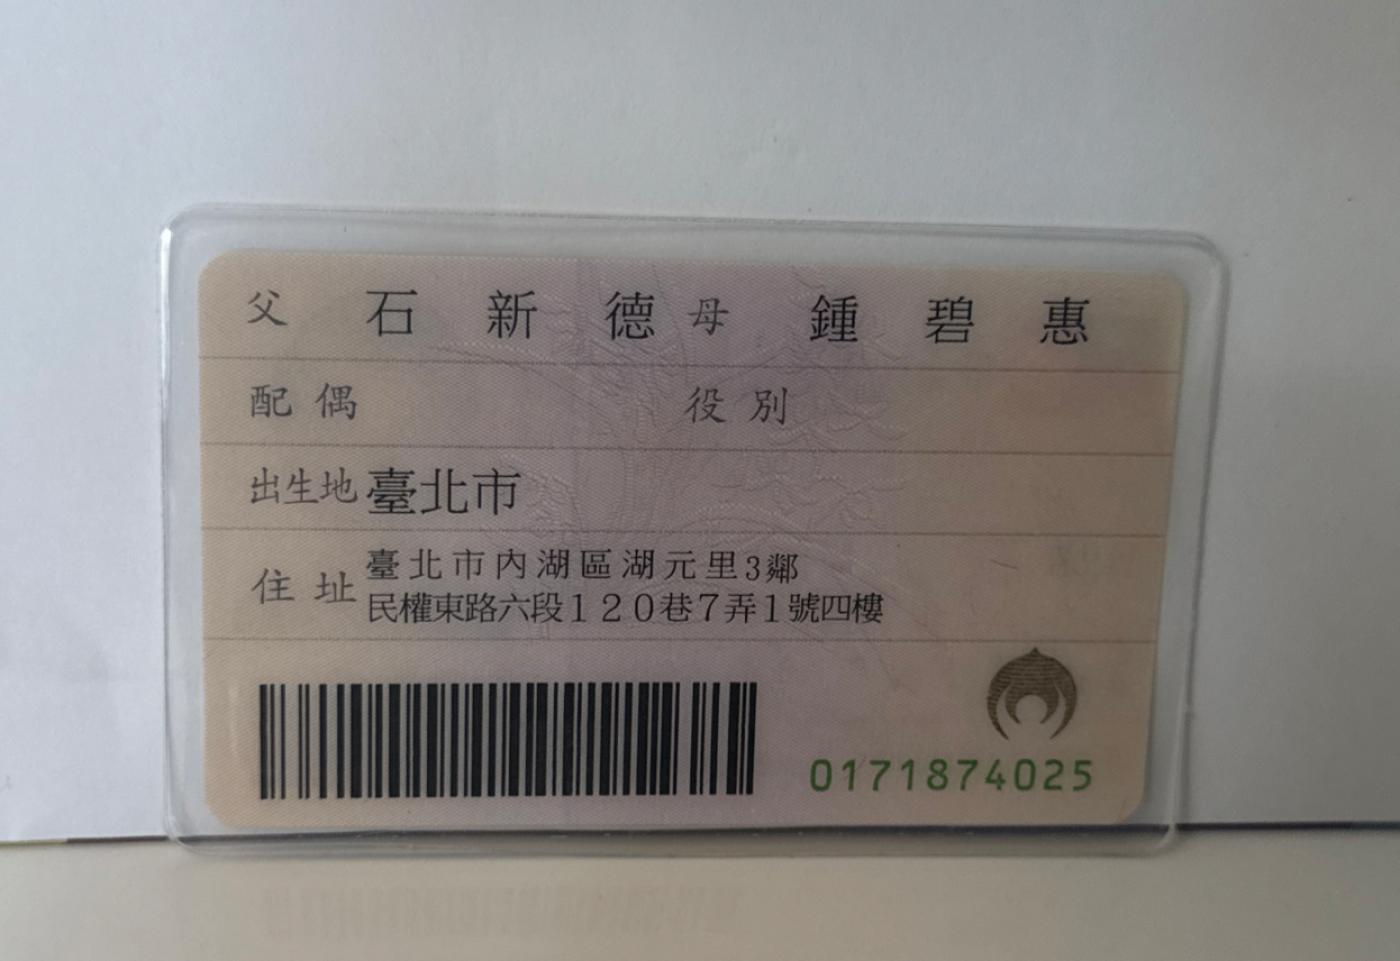 父 石新德 母 鍾碧惠
配偶 役別
出生地 臺北市
住址 臺北市內湖區湖元里3鄰
民權東路六段120巷7弄1號四樓
0171874025